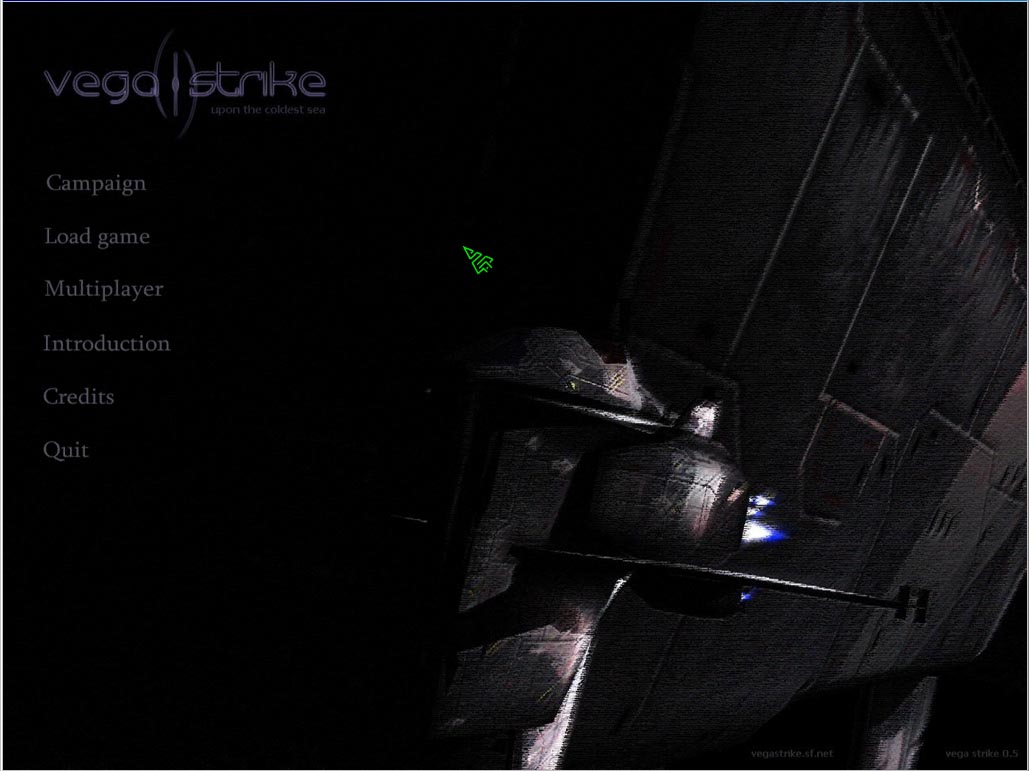 vega strike
upon the coldest sea
Campaign
Load game
Multiplayer
Introduction
Credits
Quit
vegastrike.sf.net
vega strike 0.5